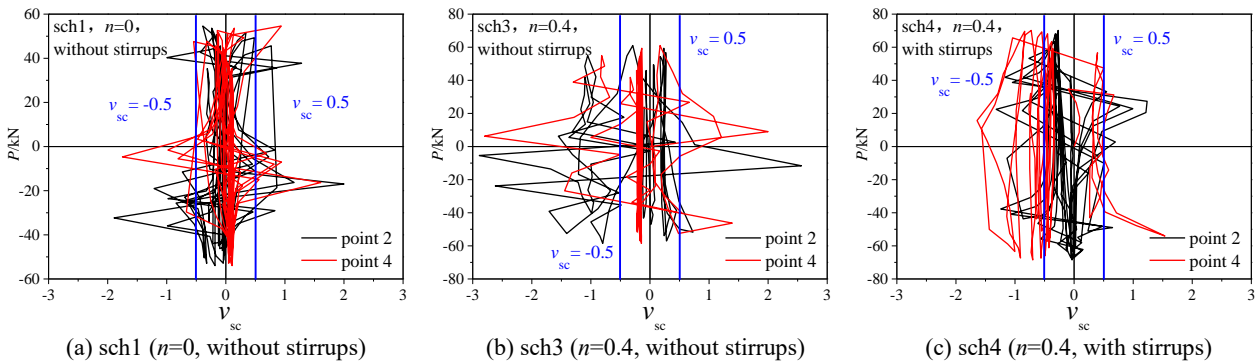 60
40
20
0
-20
-40
-60
P/kN
sch1, n=0,
without stirrups
v_sc = -0.5
v_sc = 0.5
point 2
point 4
-3 -2 -1 0 1 2 3
v_sc
(a) sch1 (n=0, without stirrups)
80
60
40
20
0
-20
-40
-60
-80
P/kN
sch3, n=0.4,
without stirrups
v_sc = 0.5
v_sc = -0.5
point 2
point 4
-3 -2 -1 0 1 2 3
v_sc
(b) sch3 (n=0.4, without stirrups)
80
60
40
20
0
-20
-40
-60
-80
P/kN
sch4, n=0.4,
with stirrups
v_sc = 0.5
v_sc = -0.5
point 2
point 4
-3 -2 -1 0 1 2 3
v_sc
(c) sch4 (n=0.4, with stirrups)